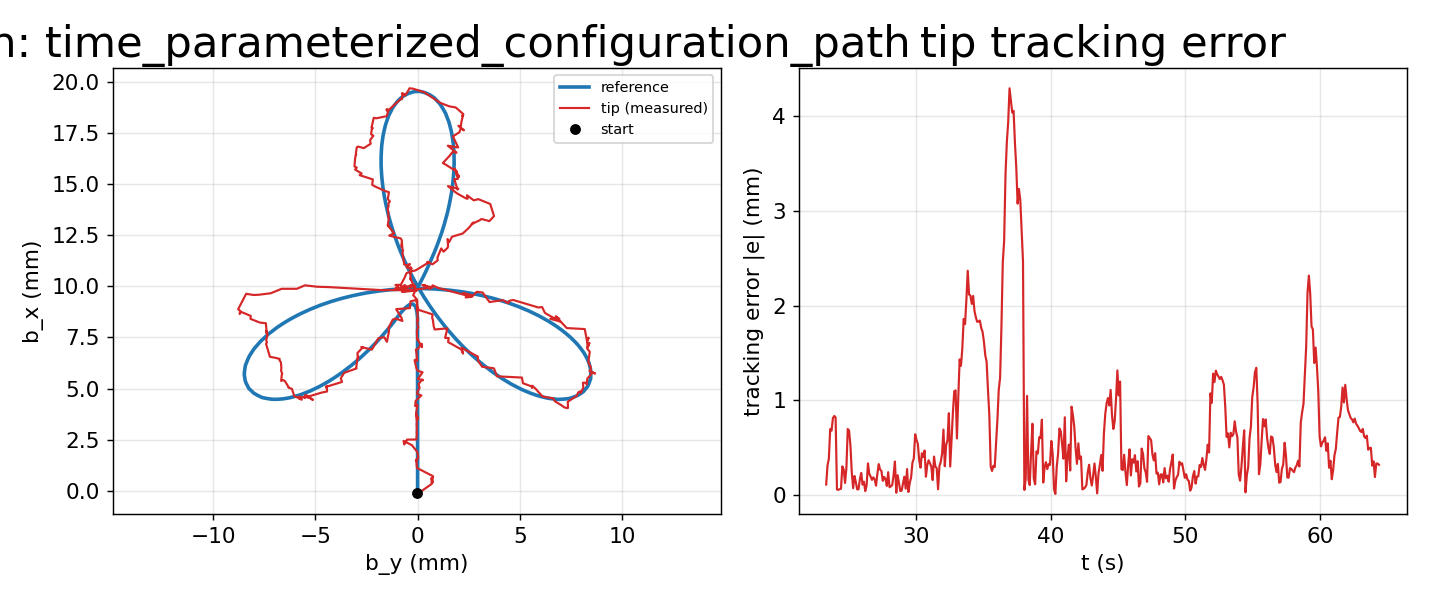 n: time_parameterized_configuration_path
tip tracking error
20.0
17.5
15.0
12.5
10.0
7.5
5.0
2.5
0.0
−10
−5
0
5
10
b_x (mm)
b_y (mm)
reference
tip (measured)
start
4
3
2
1
0
30
40
50
60
tracking error |e| (mm)
t (s)